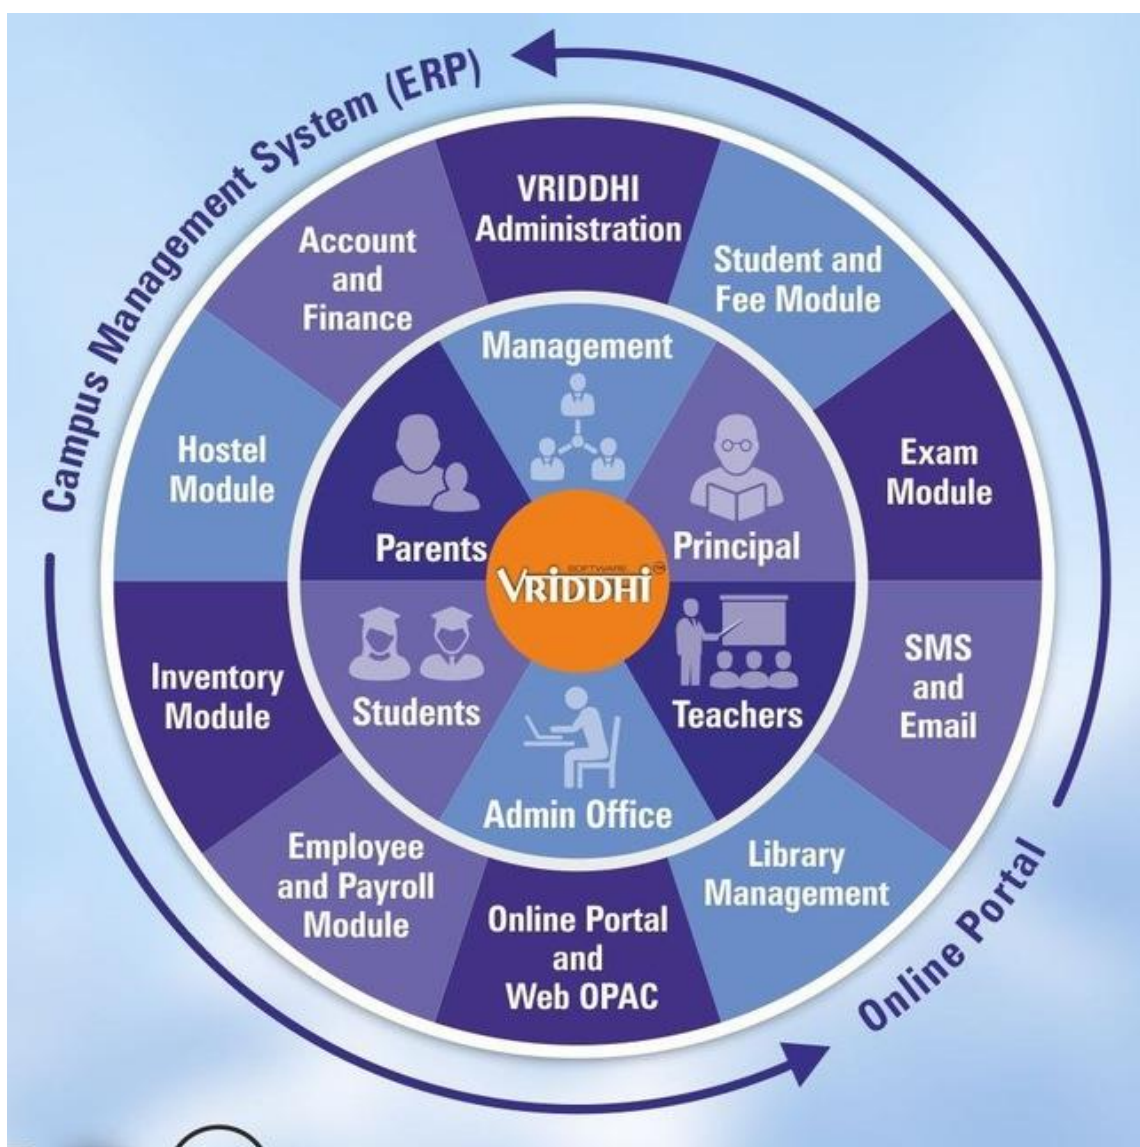 Campus Management System (ERP)
VRIDDHI
Administration
Student and
Fee Module
Exam
Module
SMS
and
Email
Library
Management
Online Portal
and
Web OPAC
Employee
and Payroll
Module
Inventory
Module
Hostel
Module
Account
and
Finance
Management
Principal
Teachers
Admin Office
Students
Parents
SOFTWARE
VRIDDHI
Online Portal